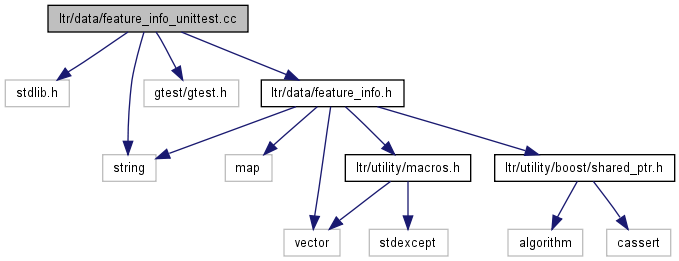 ltr/data/feature_info_unittest.cc
stdlib.h
gtest/gtest.h
ltr/data/feature_info.h
string
map
ltr/utility/macros.h
ltr/utility/boost/shared_ptr.h
vector
stdexcept
algorithm
cassert